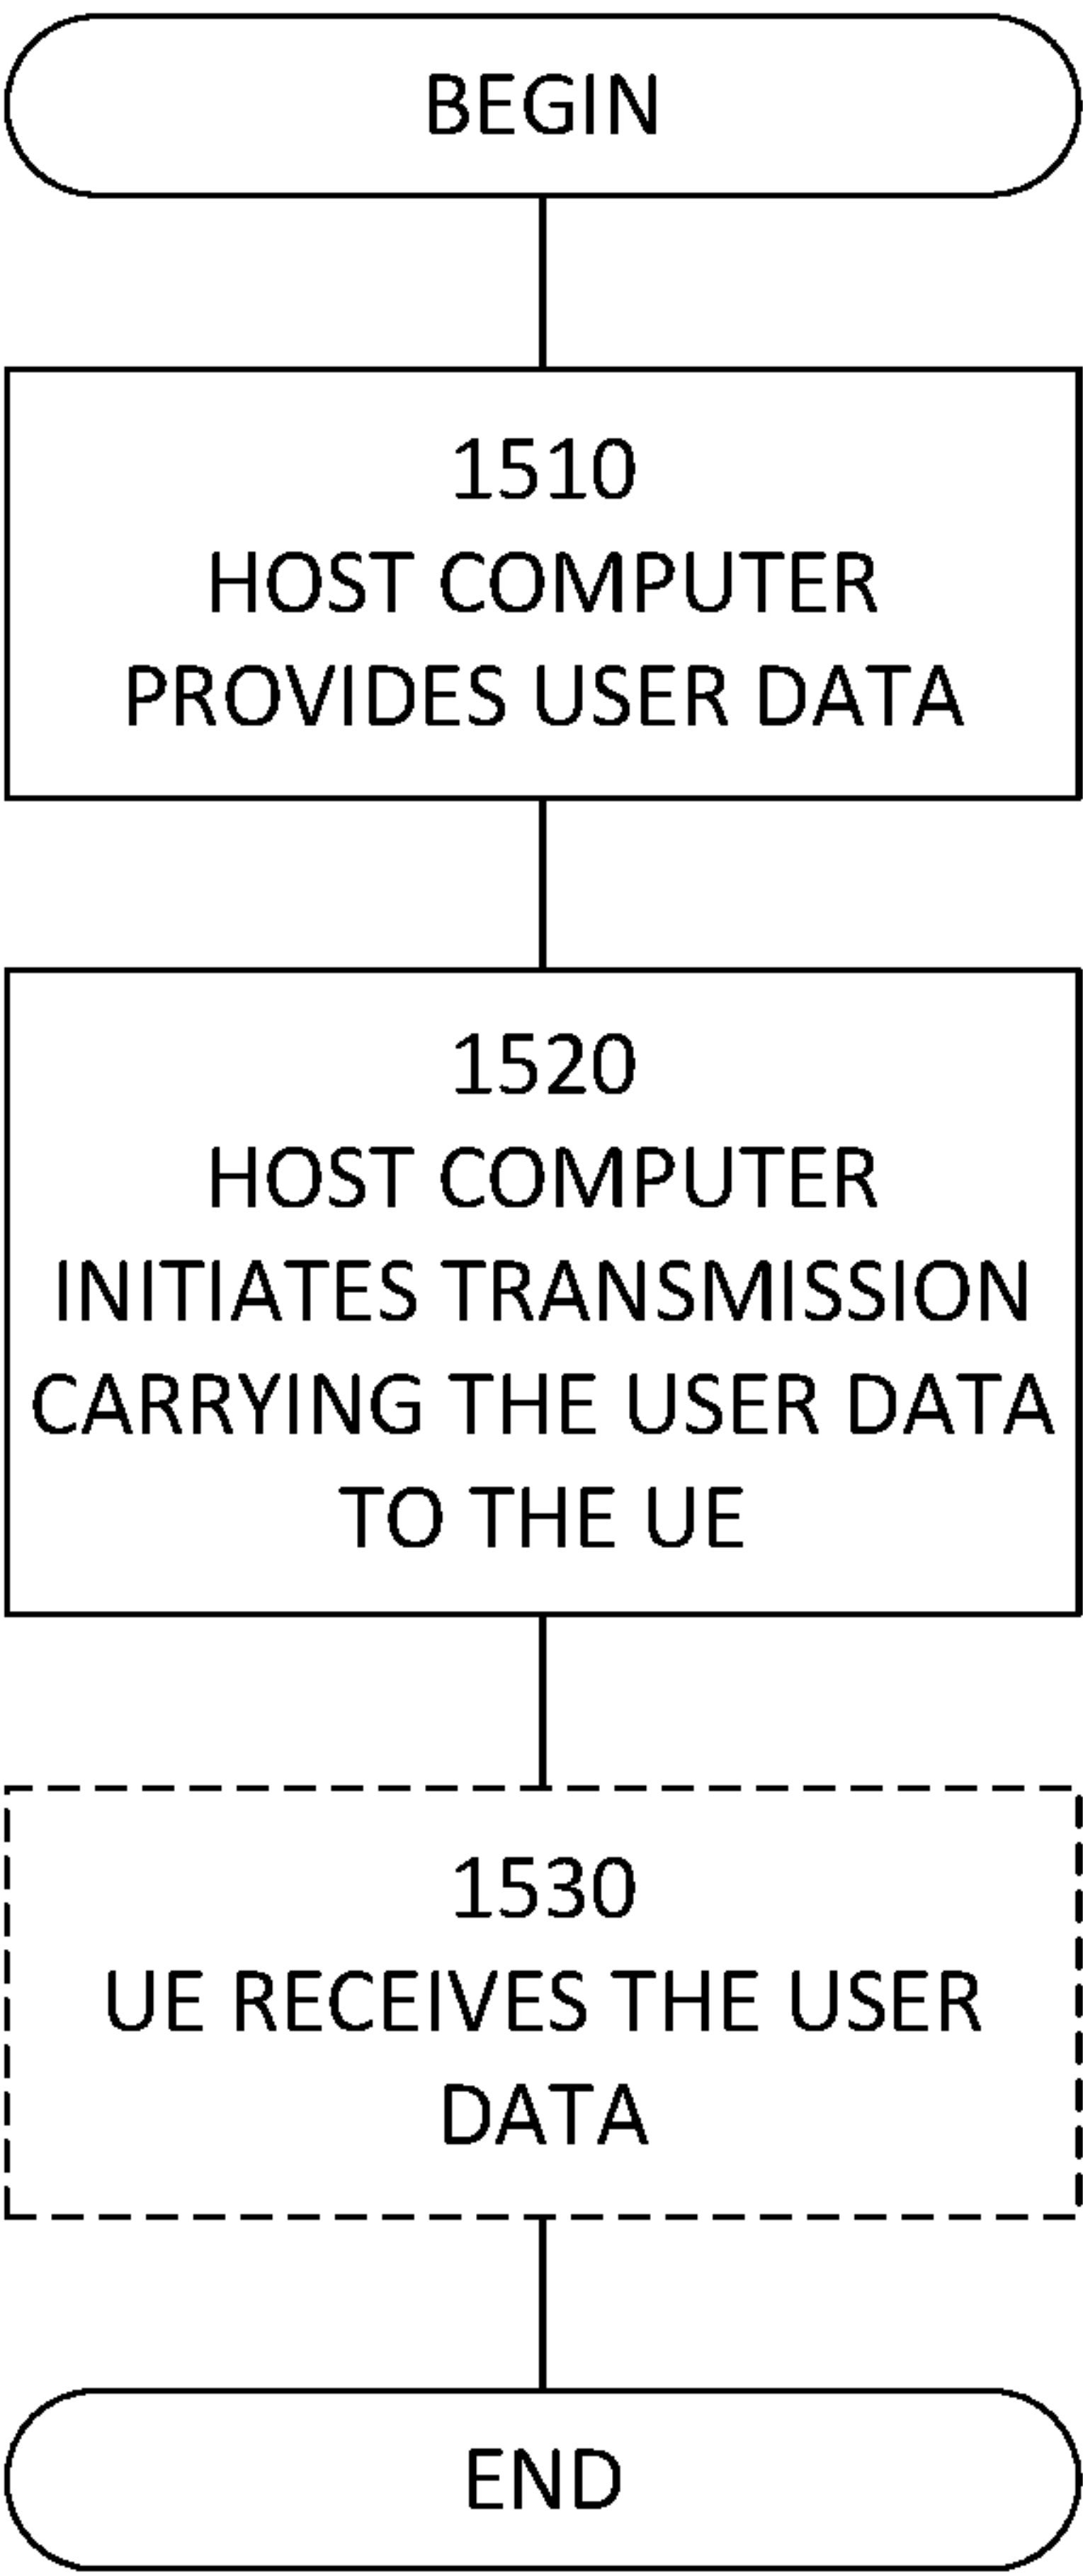 BEGIN
1510
HOST COMPUTER
PROVIDES USER DATA
1520
HOST COMPUTER
INITIATES TRANSMISSION
CARRYING THE USER DATA
TO THE UE
1530
UE RECEIVES THE USER
DATA
END